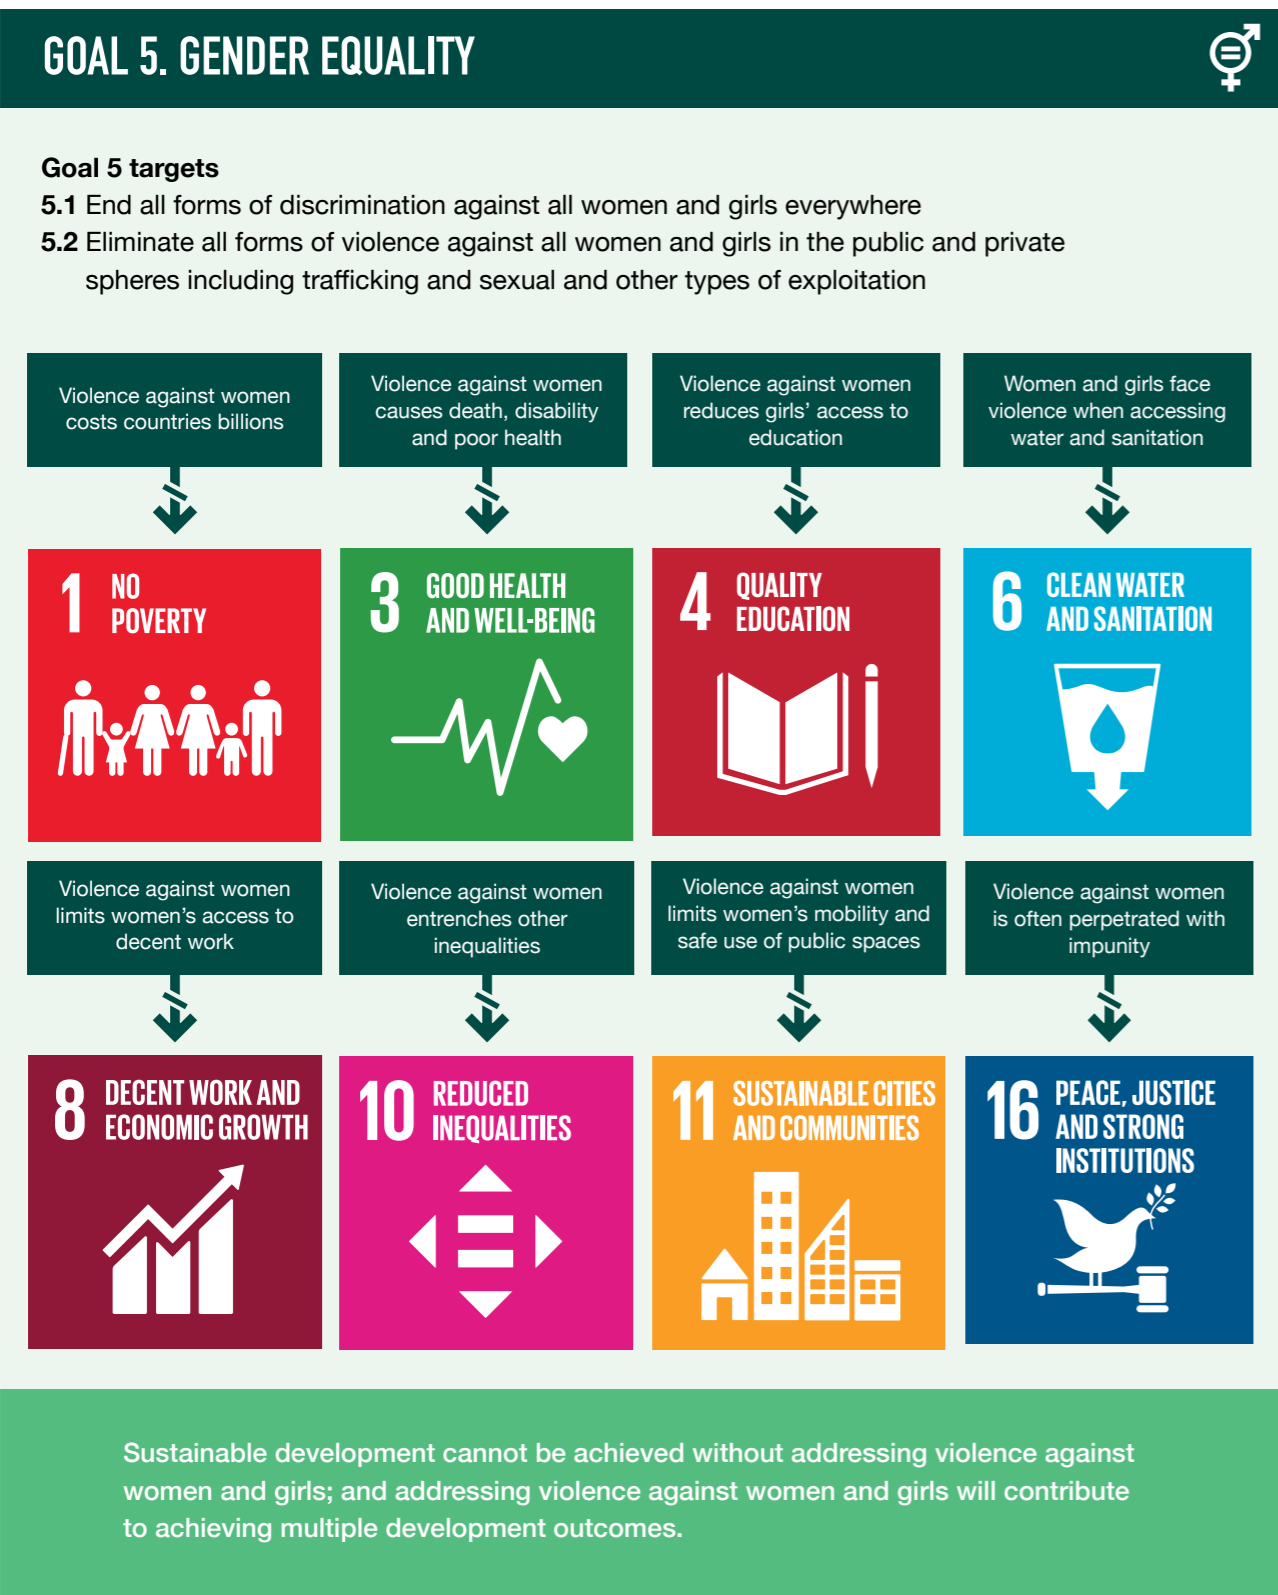 GOAL 5. GENDER EQUALITY
Goal 5 targets
5.1 End all forms of discrimination against all women and girls everywhere
5.2 Eliminate all forms of violence against all women and girls in the public and private
spheres including trafficking and sexual and other types of exploitation
Violence against women
costs countries billions
Violence against women
causes death, disability
and poor health
Violence against women
reduces girls’ access to
education
Women and girls face
violence when accessing
water and sanitation
1 NO
POVERTY
3 GOOD HEALTH
AND WELL-BEING
4 QUALITY
EDUCATION
6 CLEAN WATER
AND SANITATION
Violence against women
limits women’s access to
decent work
Violence against women
entrenches other
inequalities
Violence against women
limits women’s mobility and
safe use of public spaces
Violence against women
is often perpetrated with
impunity
8 DECENT WORK AND
ECONOMIC GROWTH
10 REDUCED
INEQUALITIES
11 SUSTAINABLE CITIES
AND COMMUNITIES
16 PEACE, JUSTICE
AND STRONG
INSTITUTIONS
Sustainable development cannot be achieved without addressing violence against
women and girls; and addressing violence against women and girls will contribute
to achieving multiple development outcomes.